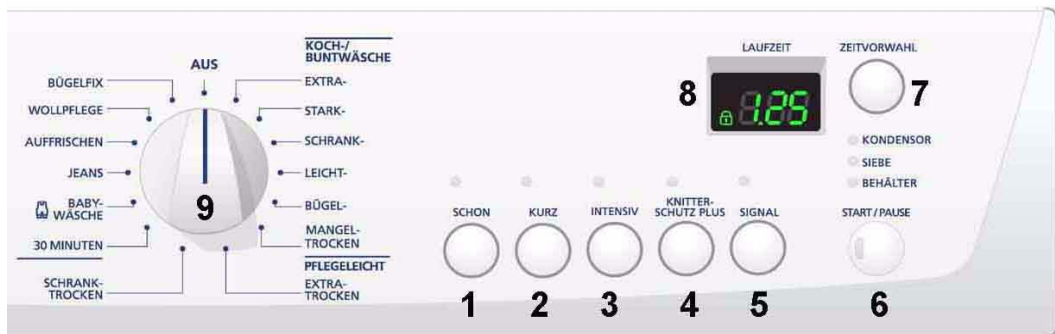 AUS
BÜGELFIX
WOLLPFLEGE
AUFFRISCHEN
JEANS
BABY-
WÄSCHE
30 MINUTEN
SCHRANK-
TROCKEN
KOCH-/
BUNTWÄSCHE
EXTRA-
STARK-
SCHRANK-
LEICHT-
BÜGEL-
MANGEL-
TROCKEN
PFLEGELEICHT
EXTRA-
TROCKEN
9
SCHON
KURZ
INTENSIV
KNITTER-
SCHUTZ PLUS
SIGNAL
1
2
3
4
5
LAUFZEIT
8
1.25
ZEITVORWAHL
7
KONDENSOR
SIEBE
BEHÄLTER
START/PAUSE
6